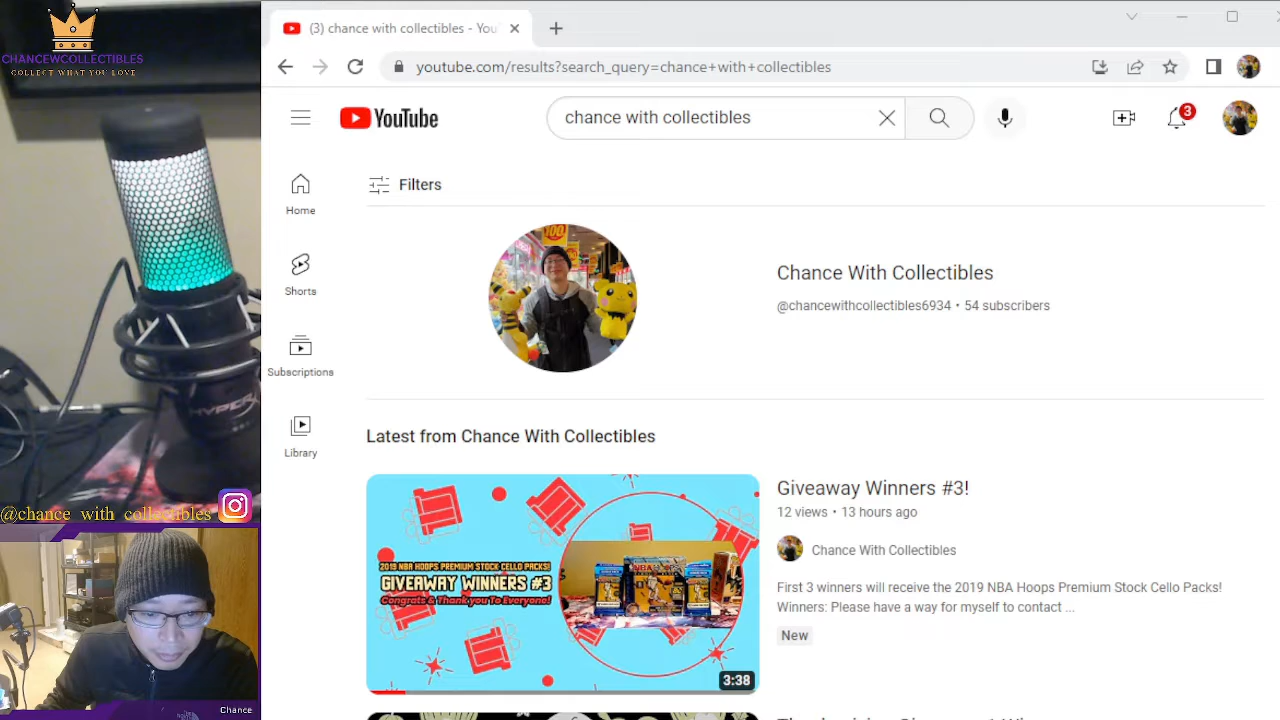 CHANCEWCOLLECTIBLES
COLLECT WHAT YOU LOVE
(3) chance with collectibles - You
youtube.com/results?search_query=chance+with+collectibles
YouTube
chance with collectibles
3
Filters
Home
Shorts
Subscriptions
Library
Chance With Collectibles
@chancewithcollectibles6934 • 54 subscribers
Latest from Chance With Collectibles
2019 NBA HOOPS PREMIUM STOCK CELLO PACKS!
GIVEAWAY WINNERS #3
Congrats & Thank you To Everyone!
3:38
Giveaway Winners #3!
12 views • 13 hours ago
Chance With Collectibles
First 3 winners will receive the 2019 NBA Hoops Premium Stock Cello Packs!
Winners: Please have a way for myself to contact ...
New
HYPERX
@chance_with_collectibles
Chance